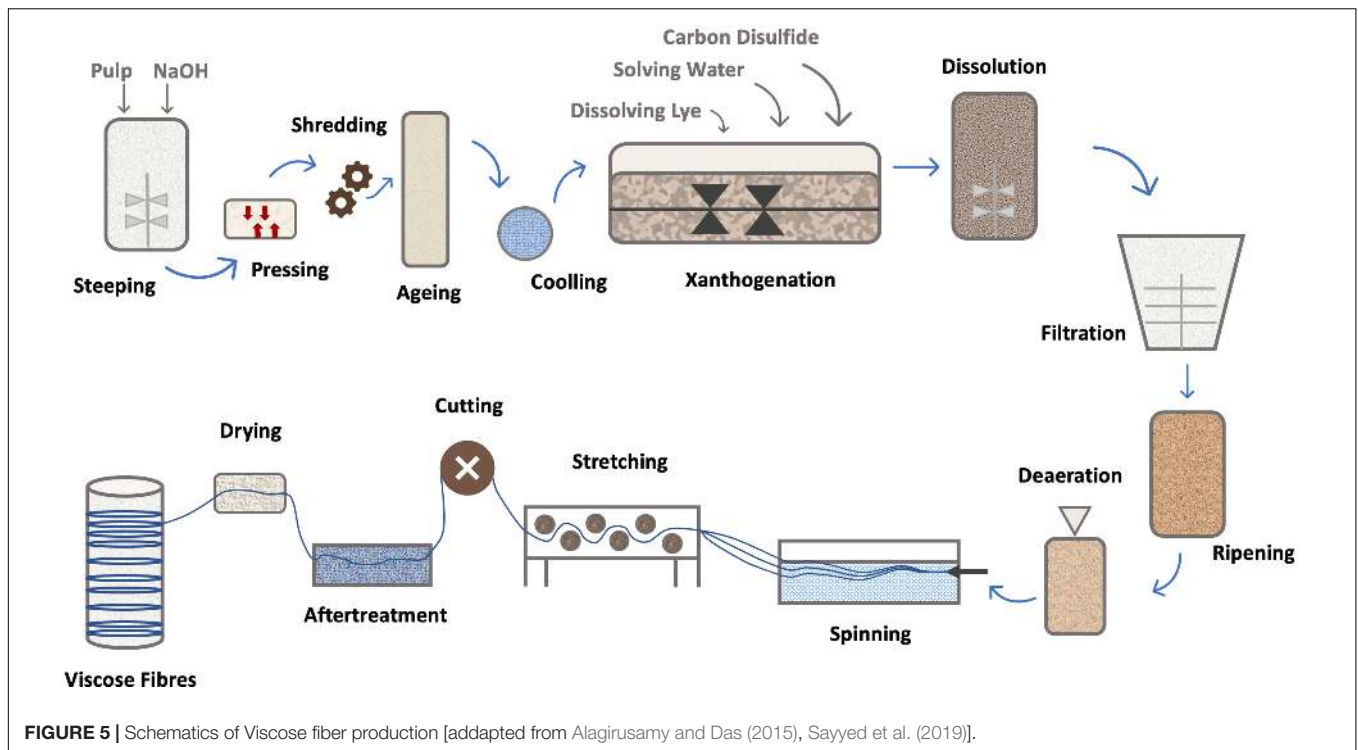 Carbon Disulfide
Solving Water
Dissolving Lye
Pulp NaOH
Steeping
Pressing
Shredding
Ageing
Coolling
Xanthogenation
Dissolution
Filtration
Ripening
Deaeration
Spinning
Stretching
Cutting
Aftertreatment
Drying
Viscose Fibres
FIGURE 5 | Schematics of Viscose fiber production [addapted from Alagirusamy and Das (2015), Sayyed et al. (2019)].